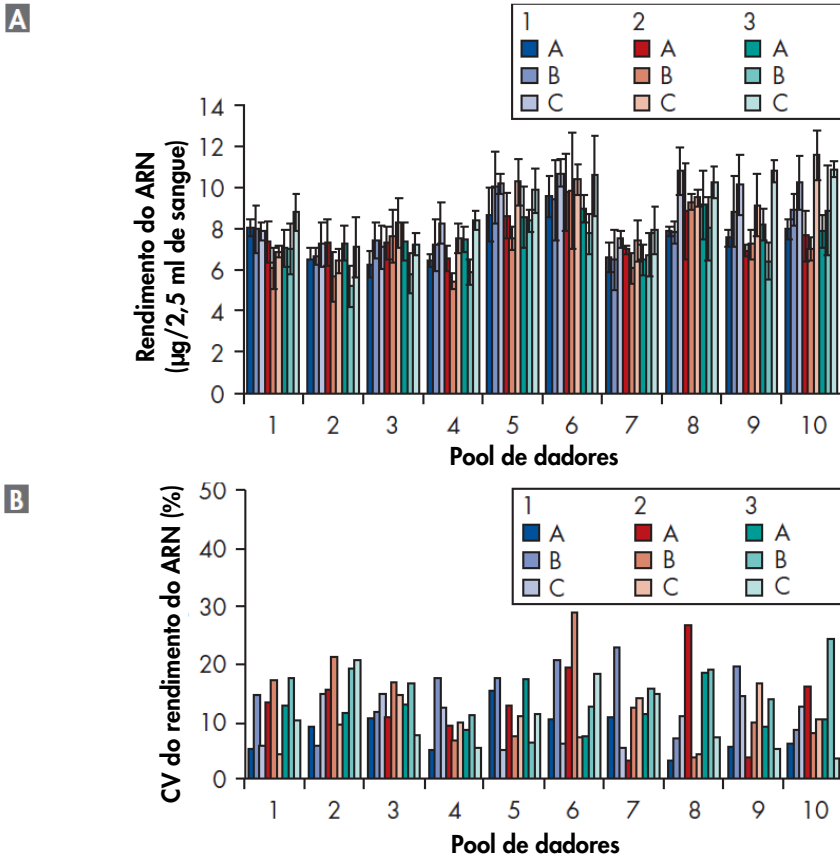 A
1 2 3
A A A
B B B
C C C
Rendimento do ARN
(µg/2,5 ml de sangue)
14
12
10
8
6
4
2
0
1 2 3 4 5 6 7 8 9 10
Pool de dadores
B
1 2 3
A A A
B B B
C C C
CV do rendimento do ARN (%)
50
40
30
20
10
0
1 2 3 4 5 6 7 8 9 10
Pool de dadores